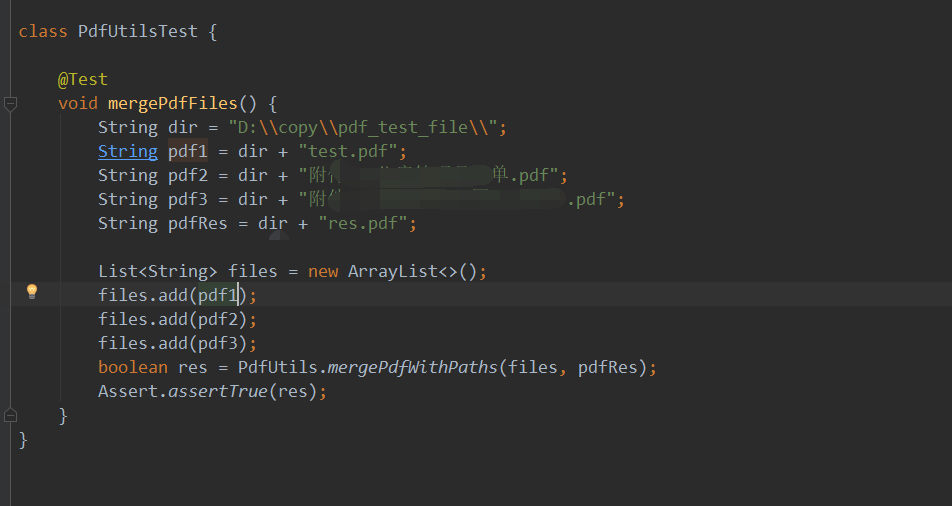 class PdfUtilsTest {
@Test
void mergePdfFiles() {
String dir = "D:\\copy\\pdf_test_file\\";
String pdf1 = dir + "test.pdf";
String pdf2 = dir + "附 单.pdf";
String pdf3 = dir + "附 .pdf";
String pdfRes = dir + "res.pdf";
List<String> files = new ArrayList<>();
files.add(pdf1);
files.add(pdf2);
files.add(pdf3);
boolean res = PdfUtils.mergePdfWithPaths(files, pdfRes);
Assert.assertTrue(res);
}
}